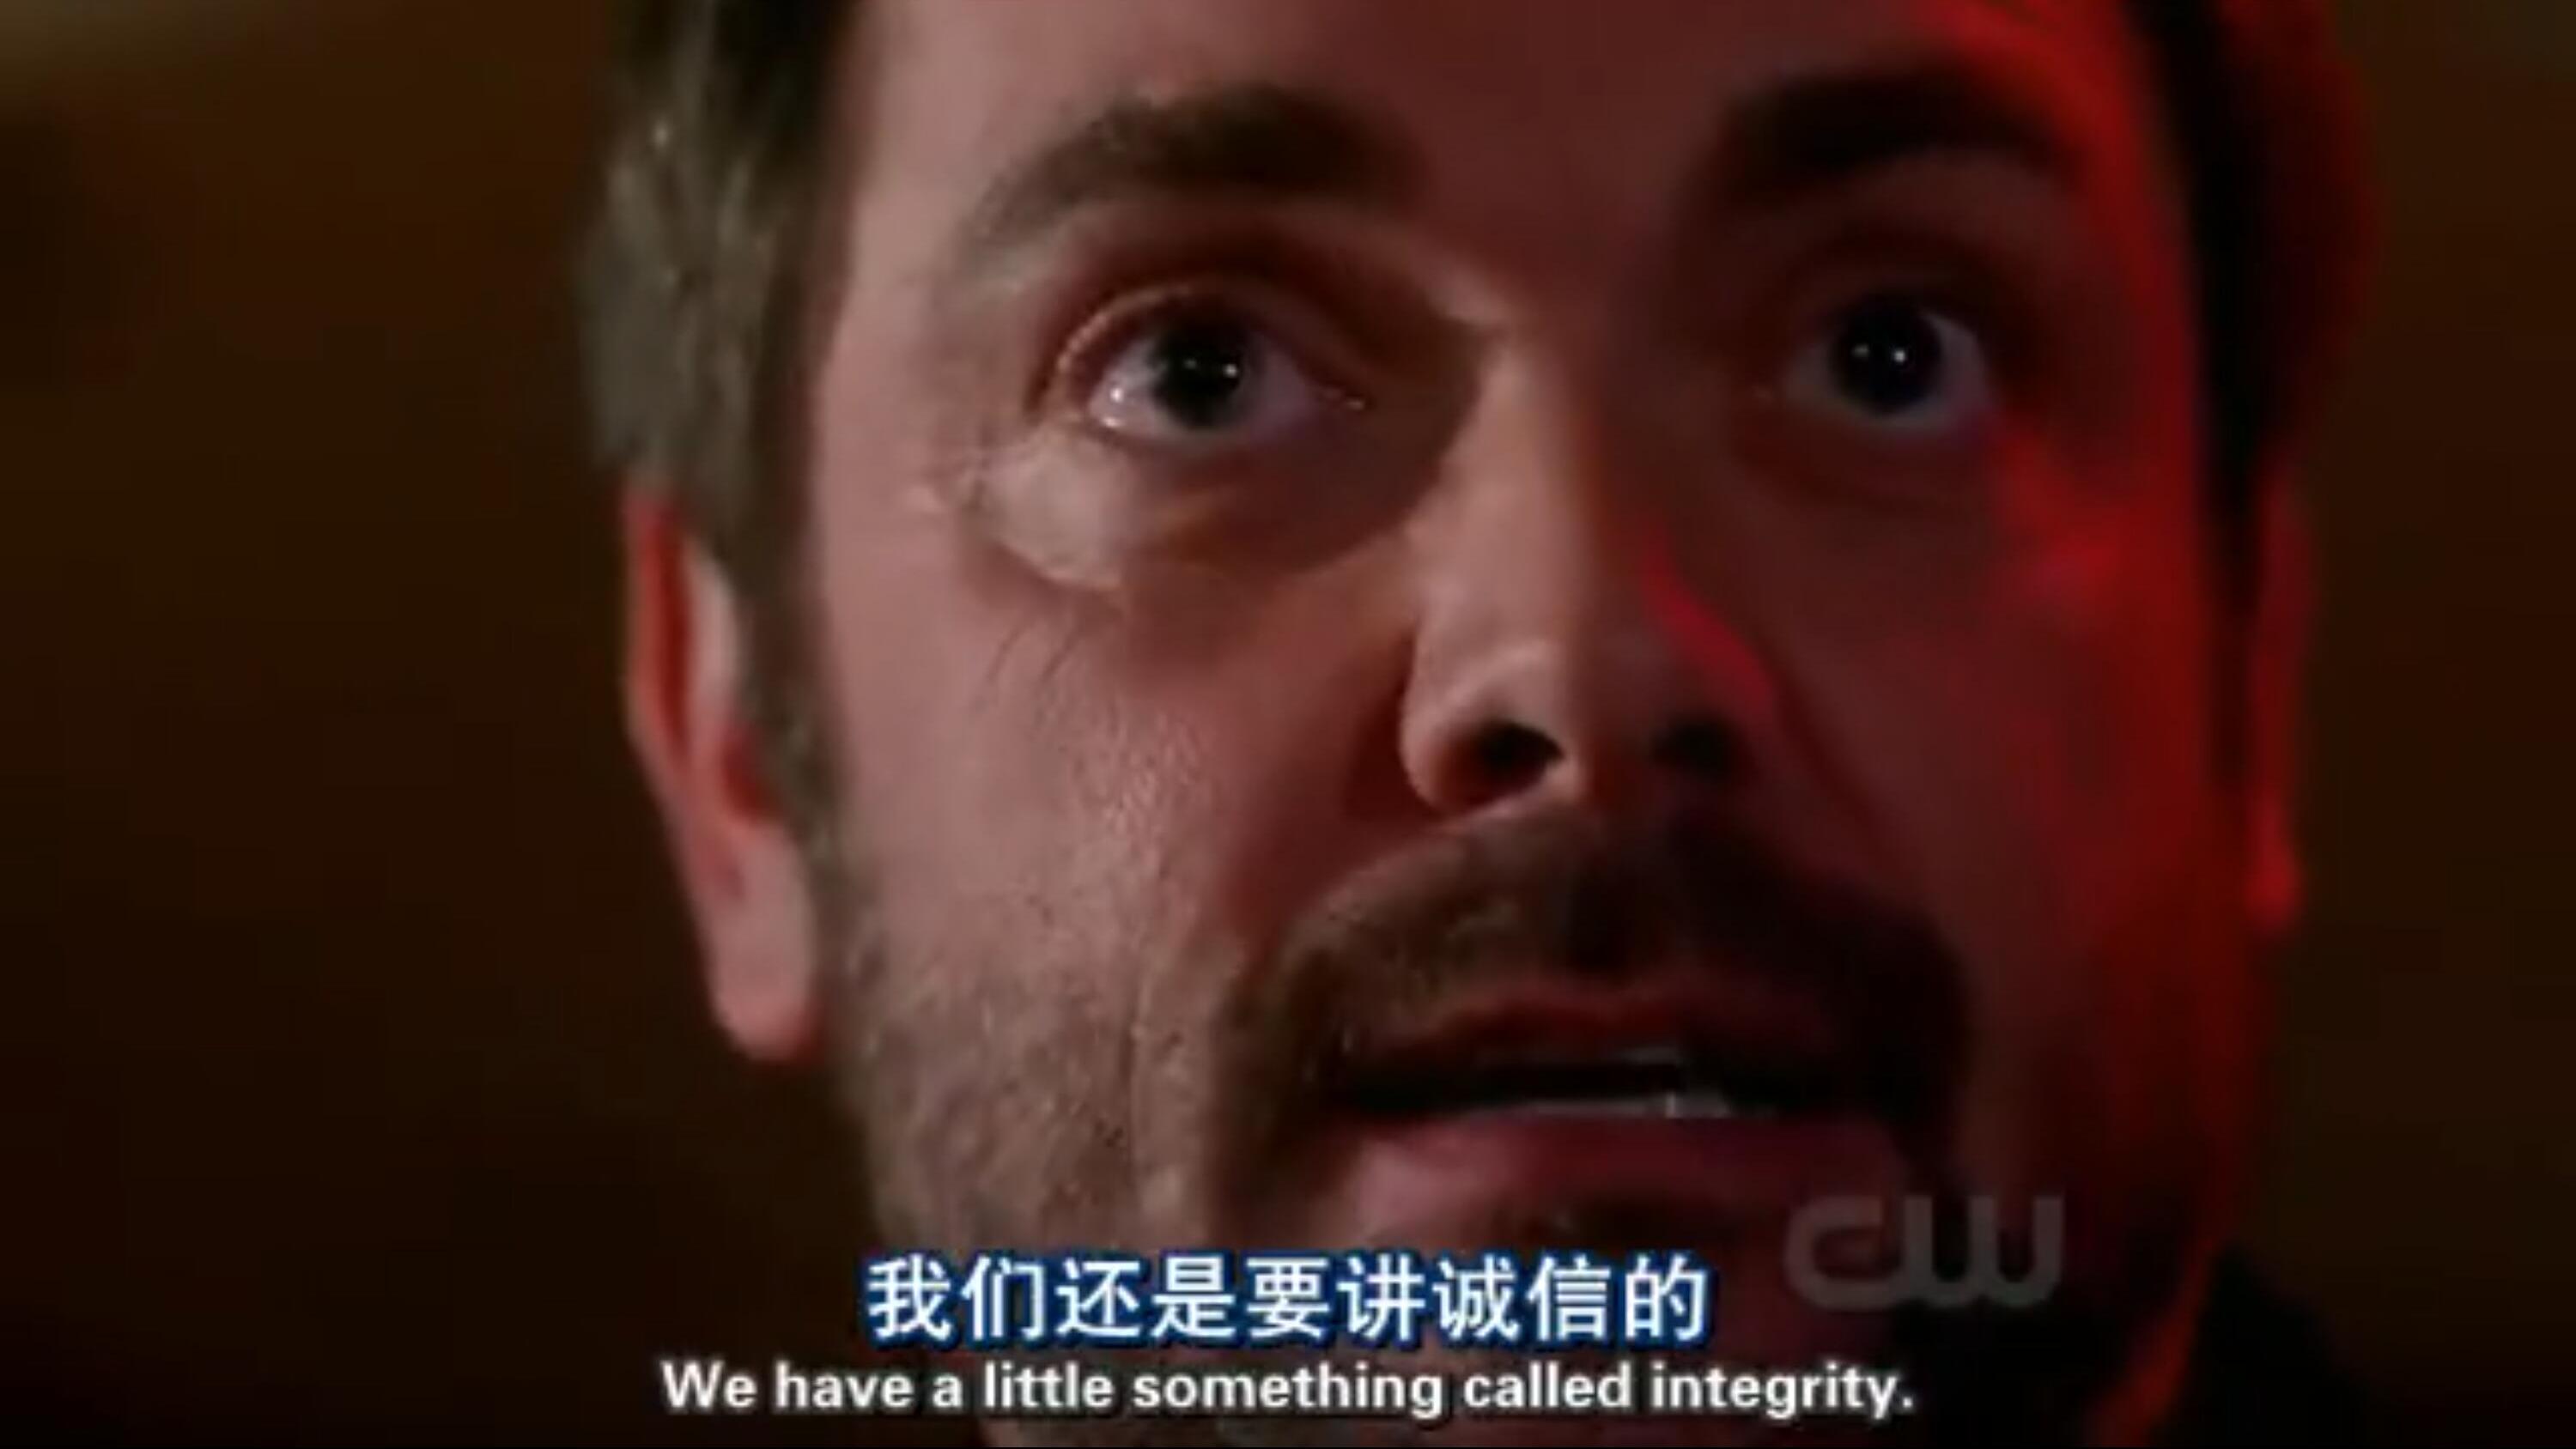 CW
我们还是要讲诚信的
We have a little something called integrity.